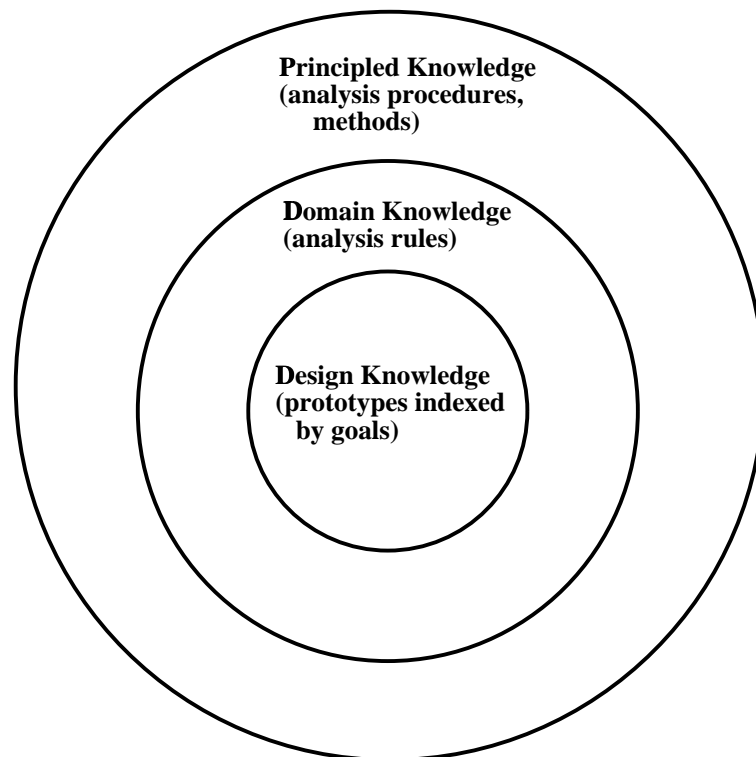 Principled Knowledge
(analysis procedures,
methods)
Domain Knowledge
(analysis rules)
Design Knowledge
(prototypes indexed
by goals)